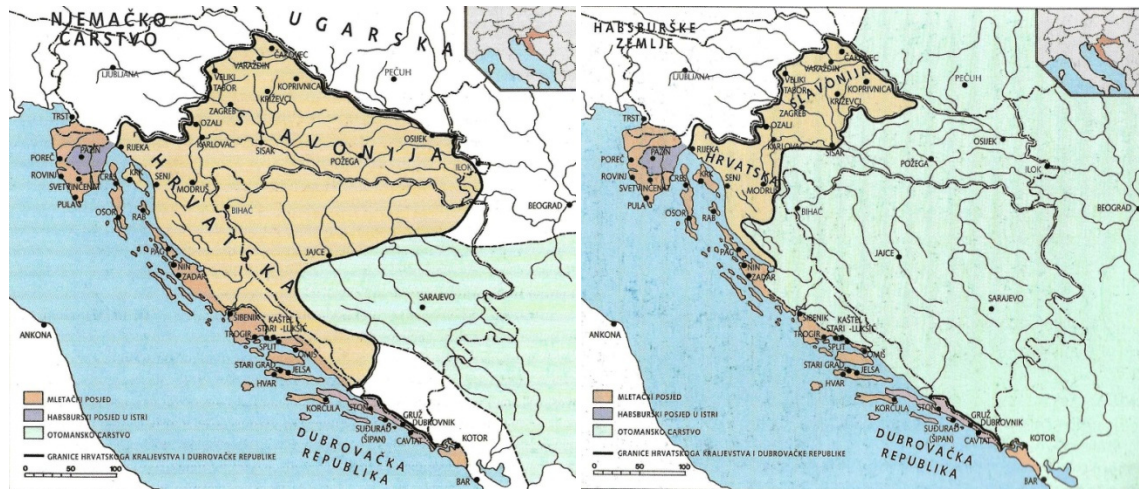 NJEMAČKO
CARSTVO
UGARSKA
LJUBLJANA
ČAKOVEC
VARAŽDIN
VELIKI
TABOR
KOPRIVNICA
KRIŽEVCI
PEČUH
ZAGREB
OZALJ
SLAVONIJA
TRST
KARLOVAC
SISAK
OSIJEK
POŽEGA
RIJEKA
PAZIN
POREČ
ROVINJ
SVETVINČENAT
PULA
CRES
KRK
SENJ
MODRUŠ
HRVATSKA
ILOK
BEOGRAD
BIHAĆ
OSOR
RAB
PAG
NIN
ZADAR
JAJCE
SARAJEVO
ANKONA
ŠIBENIK
TROGIR
KAŠTEL
STARI -LUKŠIĆ
SPLIT
OMIŠ
STARI GRAD
JELSA
HVAR
KORČULA
STON
GRUŽ
DUBROVNIK
SUĐURAĐ
(ŠIPAN)
CAVTAT
KOTOR
BAR
DUBROVAČKA
REPUBLIKA
MLETAČKI POSJED
HABSBURŠKI POSJED U ISTRI
OTOMANSKO CARSTVO
GRANICE HRVATSKOGA KRALJEVSTVA I DUBROVAČKE REPUBLIKE
0 50 100
HABSBURŠKE
ZEMLJE
LJUBLJANA
ČAKOVEC
VARAŽDIN
VELIKI
TABOR
KOPRIVNICA
SLAVONIJA
KRIŽEVCI
PEČUH
ZAGREB
OZALJ
TRST
KARLOVAC
SISAK
OSIJEK
POŽEGA
RIJEKA
HRVATSKA
PAZIN
POREČ
ROVINJ
SVETVINČENAT
PULA
CRES
KRK
SENJ
MODRUŠ
ILOK
BEOGRAD
BIHAĆ
OSOR
RAB
PAG
NIN
ZADAR
JAJCE
SARAJEVO
ANKONA
ŠIBENIK
TROGIR
KAŠTEL
STARI -LUKŠIĆ
SPLIT
OMIŠ
STARI GRAD
JELSA
HVAR
KORČULA
STON
GRUŽ
DUBROVNIK
SUĐURAĐ
(ŠIPAN)
CAVTAT
KOTOR
BAR
DUBROVAČKA
REPUBLIKA
MLETAČKI POSJED
HABSBURŠKI POSJED U ISTRI
OTOMANSKO CARSTVO
GRANICE HRVATSKOGA KRALJEVSTVA I DUBROVAČKE REPUBLIKE
0 50 100